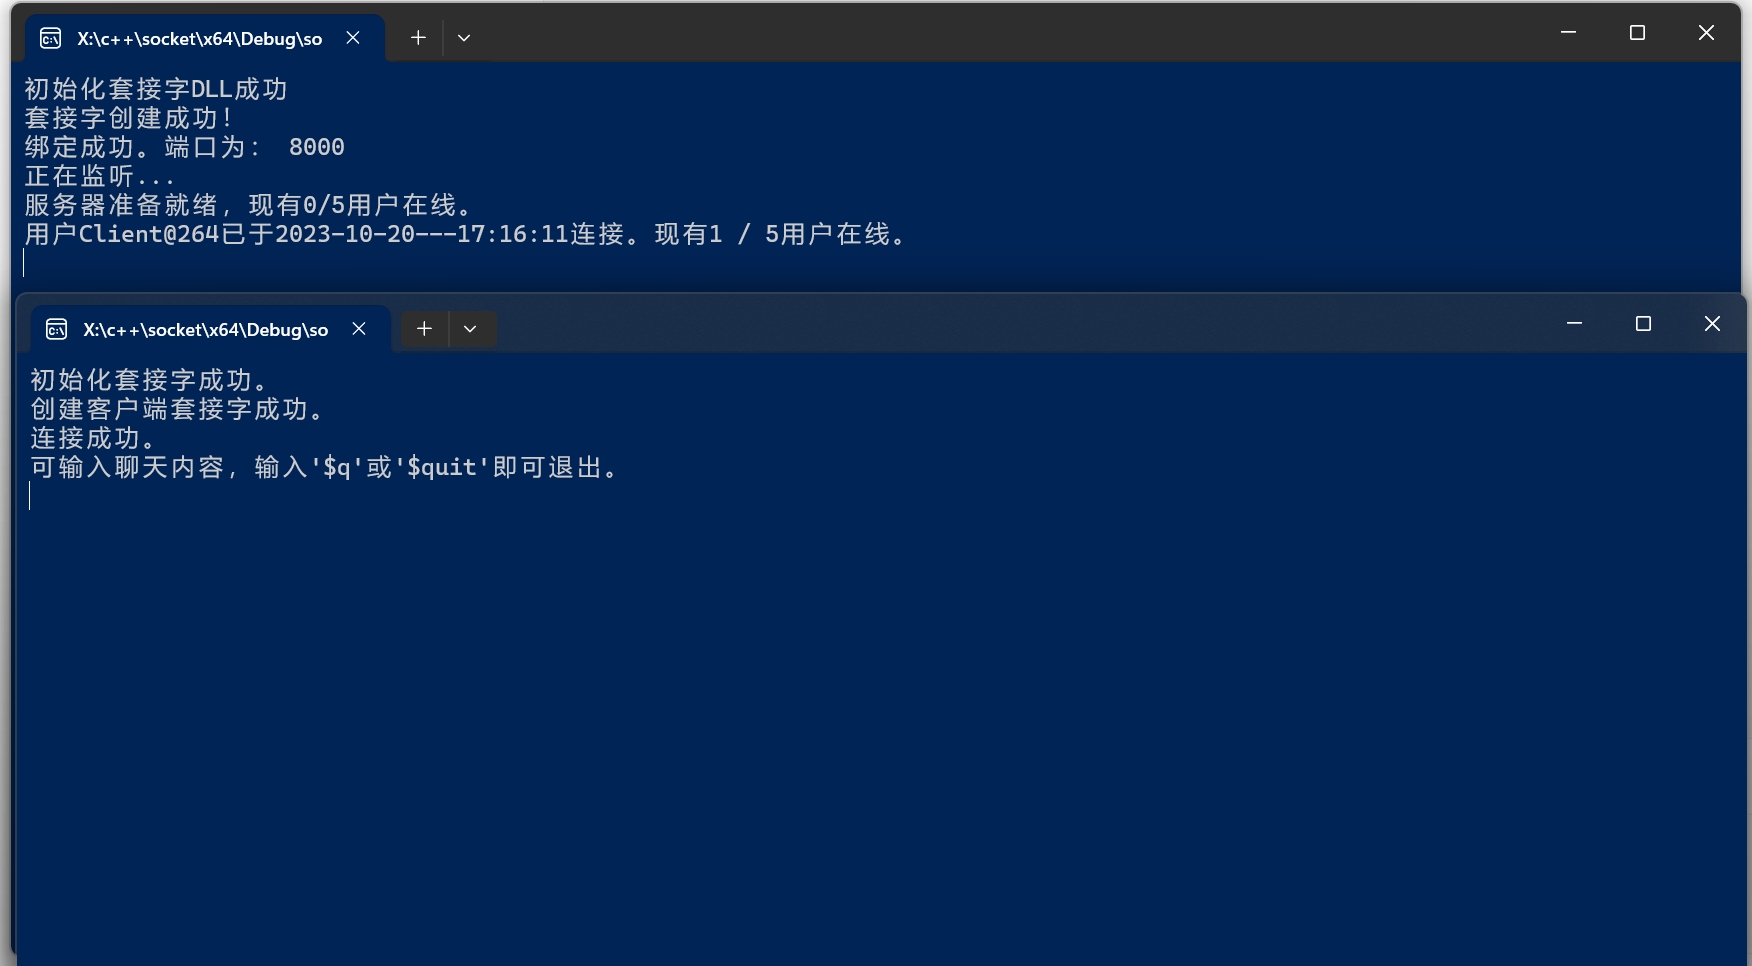 X:\c++\socket\x64\Debug\so
初始化套接字DLL成功
套接字创建成功!
绑定成功。端口为: 8000
正在监听...
服务器准备就绪，现有0/5用户在线。
用户Client@264已于2023-10-20---17:16:11连接。现有1 / 5用户在线。
X:\c++\socket\x64\Debug\so
初始化套接字成功。
创建客户端套接字成功。
连接成功。
可输入聊天内容，输入'$q'或'$quit'即可退出。